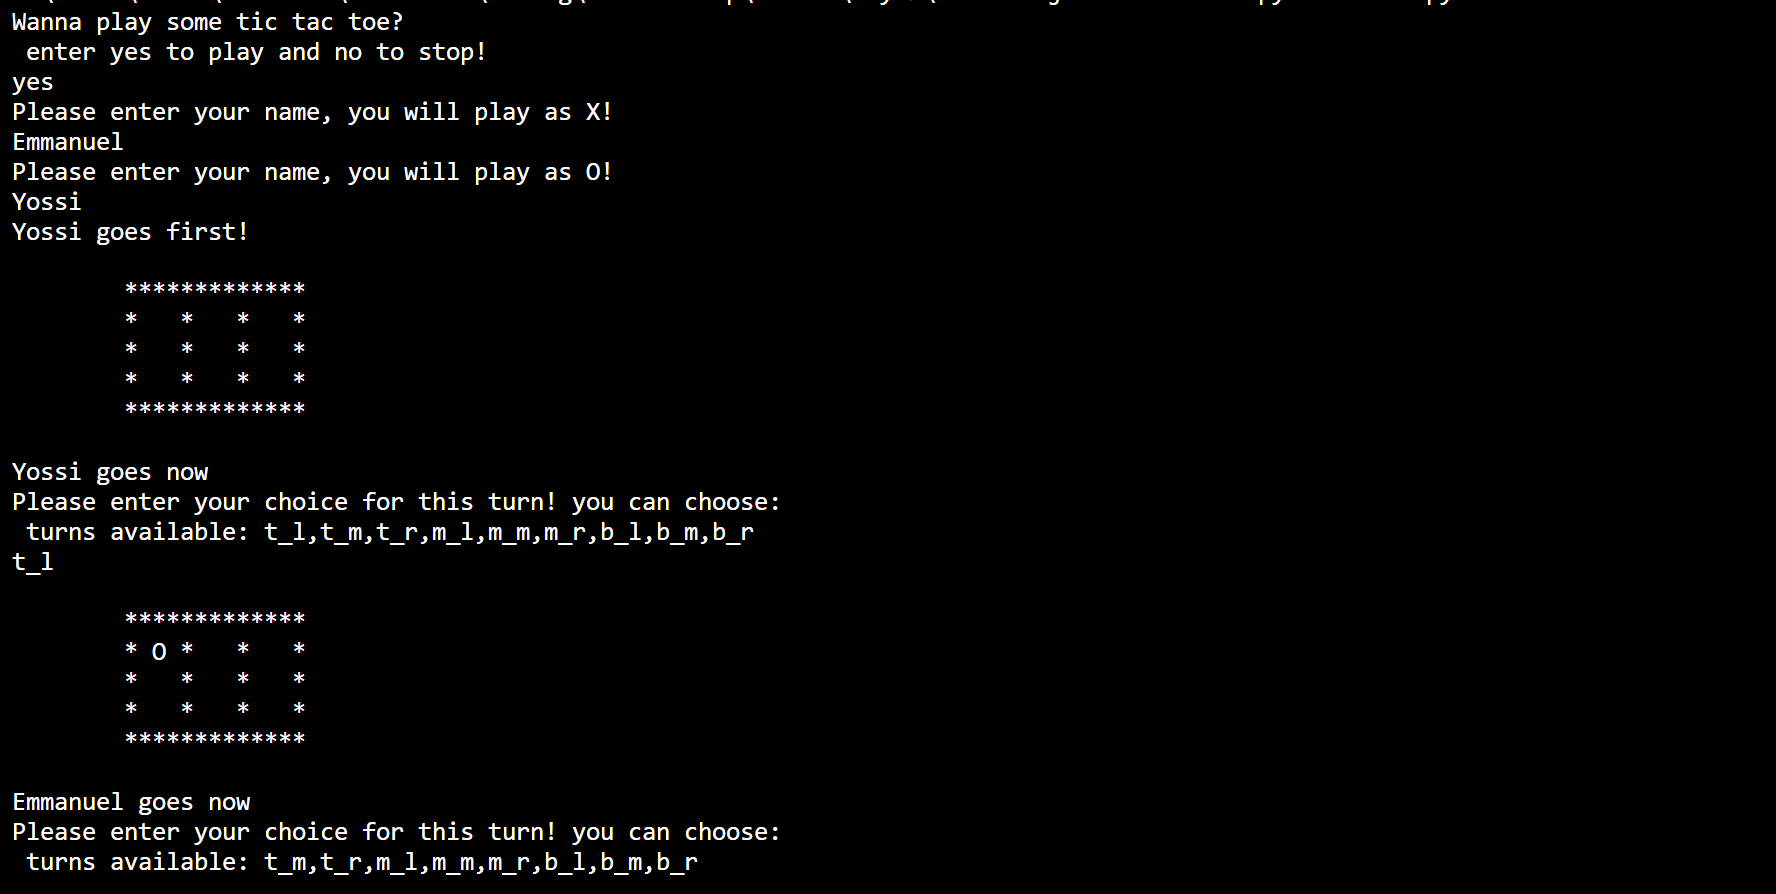 Wanna play some tic tac toe?
 enter yes to play and no to stop!
yes
Please enter your name, you will play as X!
Emmanuel
Please enter your name, you will play as O!
Yossi
Yossi goes first!

        *************
        *   *   *   *
        *   *   *   *
        *   *   *   *
        *************

Yossi goes now
Please enter your choice for this turn! you can choose:
 turns available: t_l,t_m,t_r,m_l,m_m,m_r,b_l,b_m,b_r
t_l

        *************
        * O *   *   *
        *   *   *   *
        *   *   *   *
        *************

Emmanuel goes now
Please enter your choice for this turn! you can choose:
 turns available: t_m,t_r,m_l,m_m,m_r,b_l,b_m,b_r